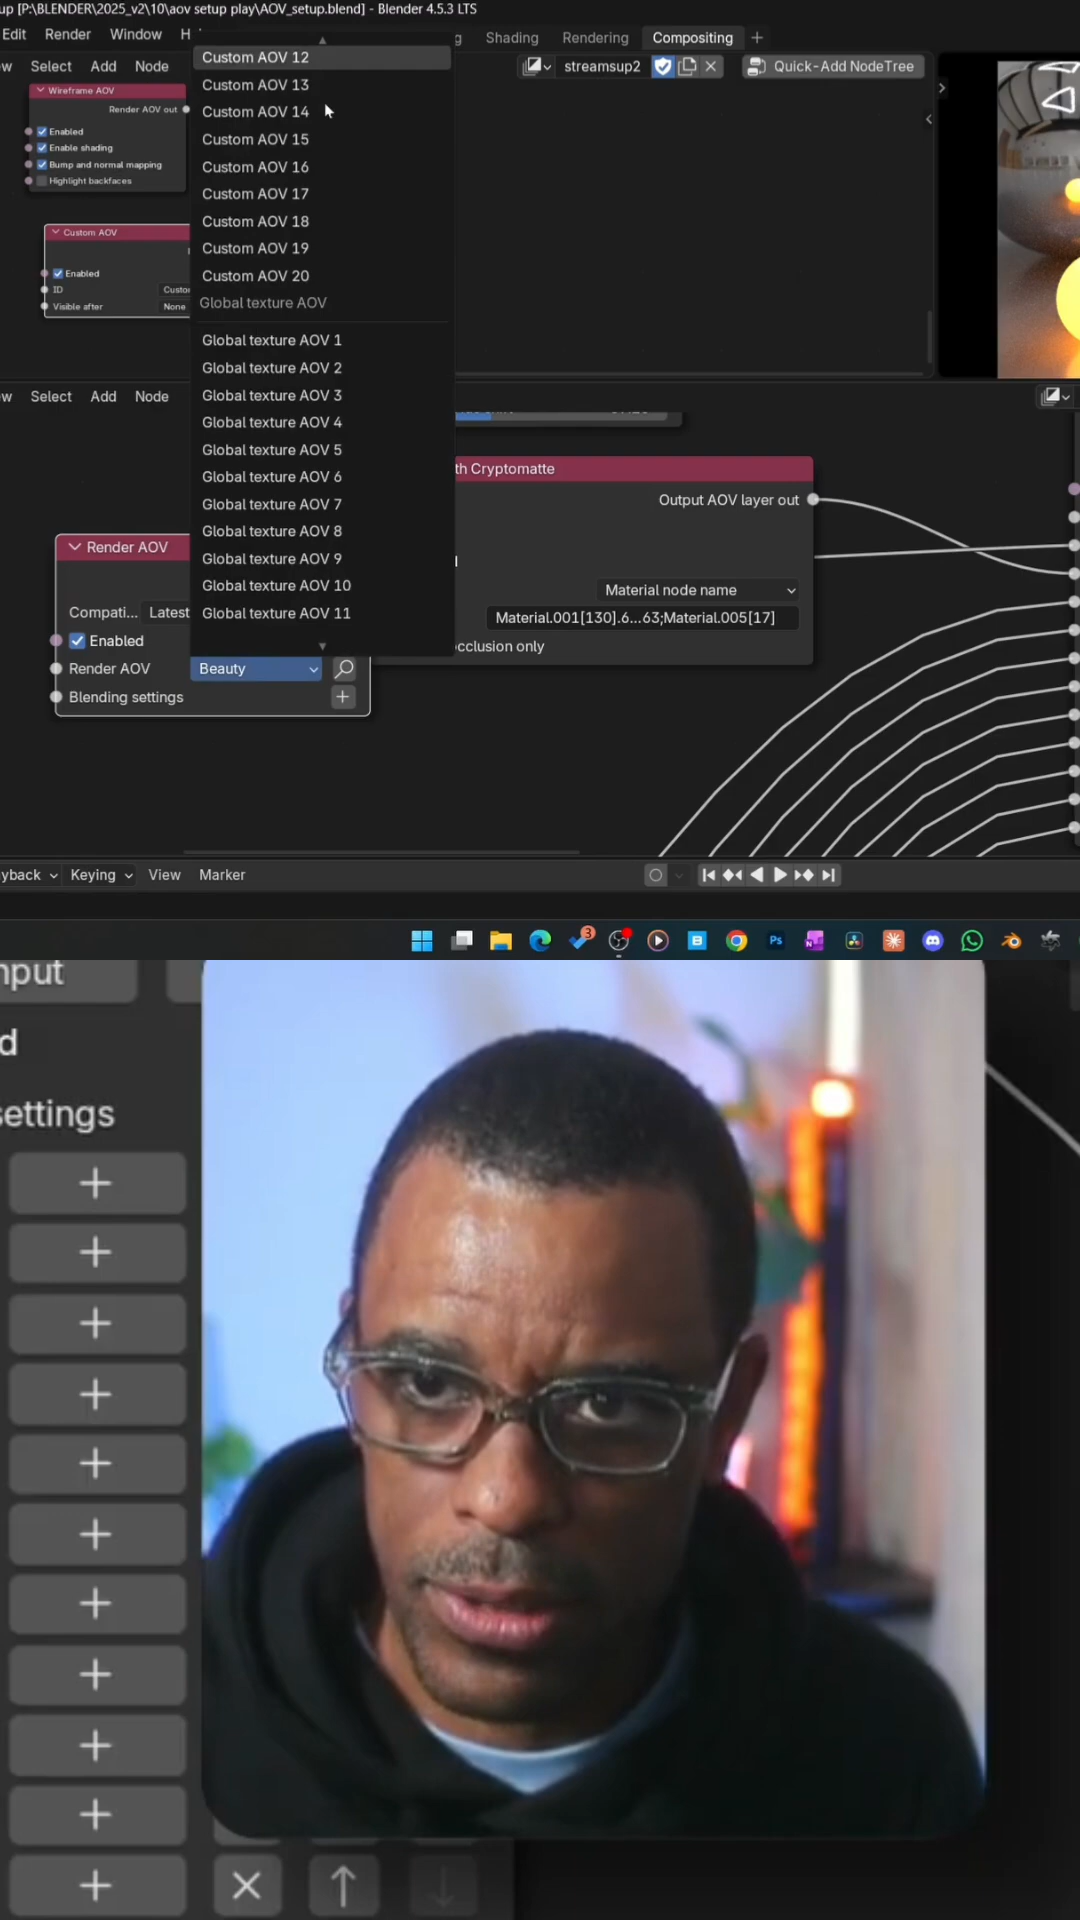 up [P:\BLENDER\2025_v2\10\aov setup play\AOV_setup.blend] - Blender 4.5.3 LTS
Edit Render Window H
Shading Rendering Compositing
w Select Add Node
streamsup2 Quick-Add NodeTree
Wireframe AOV
Render AOV out
Enabled
Enable shading
Bump and normal mapping
Highlight backfaces
Custom AOV
Enabled
ID Custo
Visible after None
Custom AOV 12
Custom AOV 13
Custom AOV 14
Custom AOV 15
Custom AOV 16
Custom AOV 17
Custom AOV 18
Custom AOV 19
Custom AOV 20
Global texture AOV
Global texture AOV 1
Global texture AOV 2
Global texture AOV 3
Global texture AOV 4
Global texture AOV 5
Global texture AOV 6
Global texture AOV 7
Global texture AOV 8
Global texture AOV 9
Global texture AOV 10
Global texture AOV 11
w Select Add Node
th Cryptomatte
Output AOV layer out
Material node name
Material.001[130].6...63;Material.005[17]
cclusion only
Render AOV
Compati... Latest
Enabled
Render AOV Beauty
Blending settings
yback Keying View Marker
3
Ps
nput
d
settings